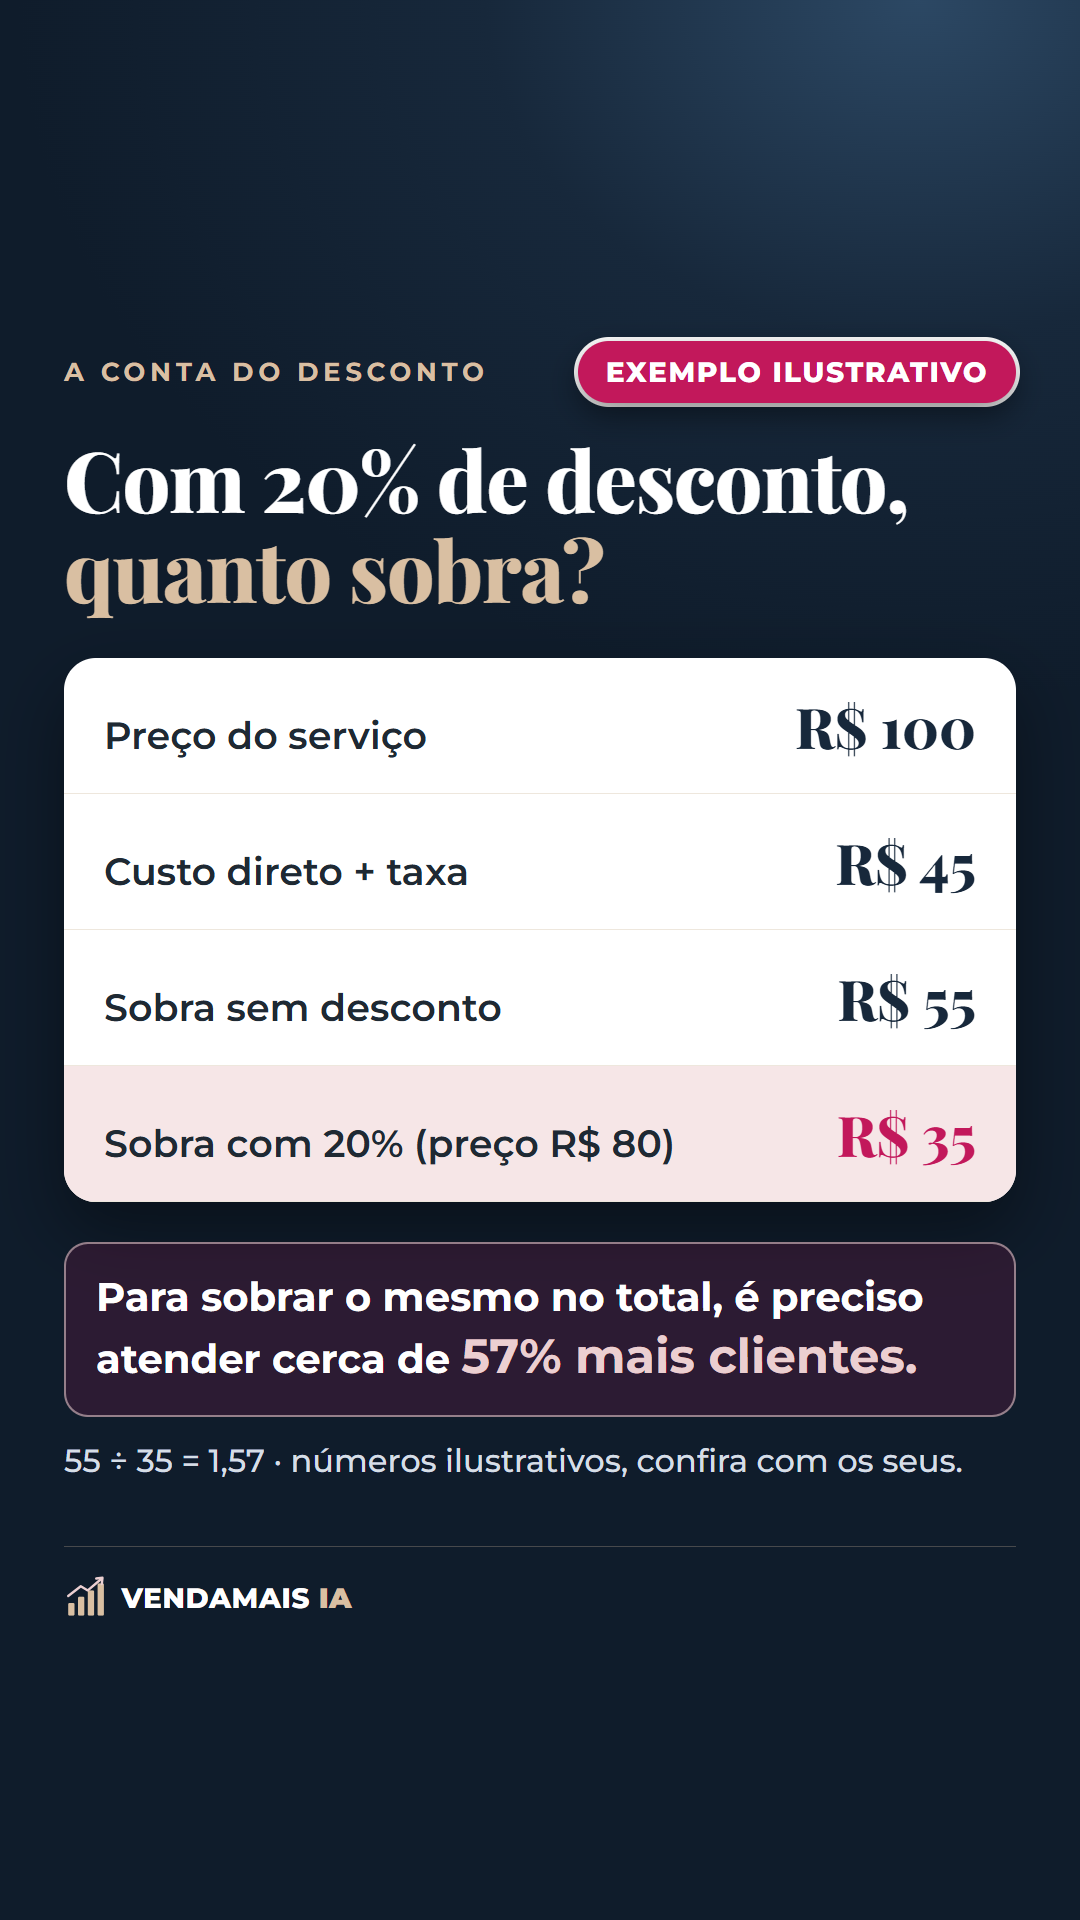 A CONTA DO DESCONTO
EXEMPLO ILUSTRATIVO
Com 20% de desconto,
quanto sobra?
Preço do serviço R$ 100
Custo direto + taxa R$ 45
Sobra sem desconto R$ 55
Sobra com 20% (preço R$ 80) R$ 35
Para sobrar o mesmo no total, é preciso
atender cerca de 57% mais clientes.
55 ÷ 35 = 1,57 · números ilustrativos, confira com os seus.
VENDAMAIS IA